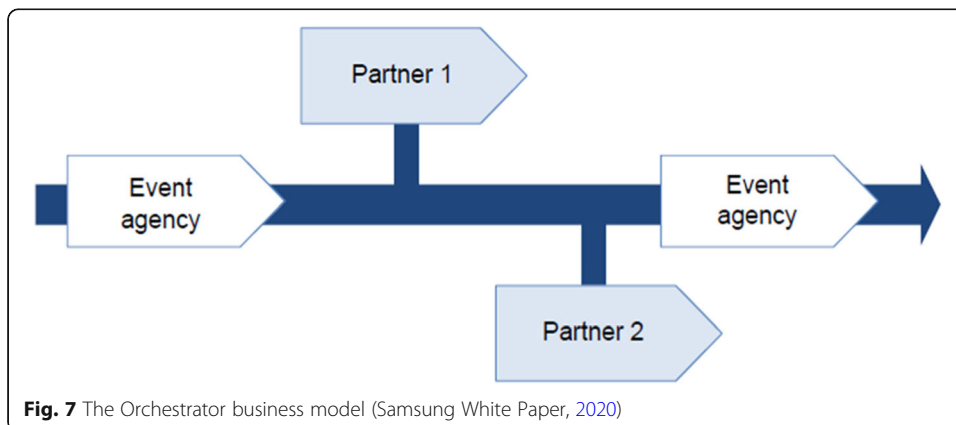 Partner 1
Event
agency
Event
agency
Partner 2
Fig. 7 The Orchestrator business model (Samsung White Paper, 2020)